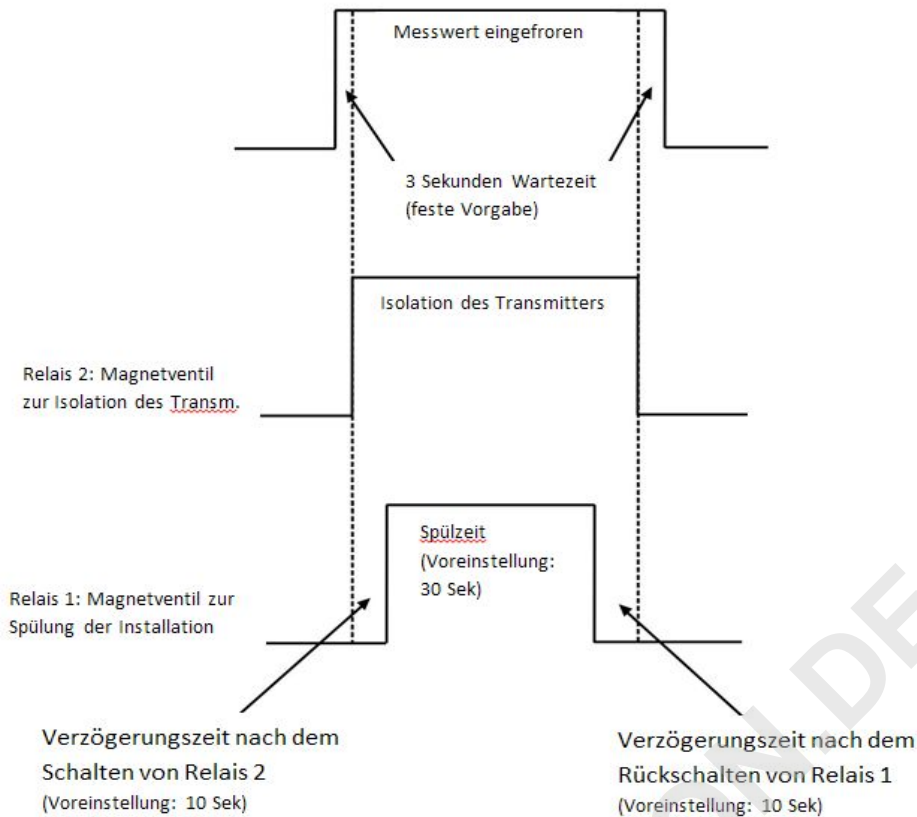 Messwert eingefroren
3 Sekunden Wartezeit
(feste Vorgabe)
Isolation des Transmitters
Relais 2: Magnetventil
zur Isolation des Transm.
Spülzeit
(Voreinstellung:
30 Sek)
Relais 1: Magnetventil zur
Spülung der Installation
Verzögerungszeit nach dem
Schalten von Relais 2
(Voreinstellung: 10 Sek)
Verzögerungszeit nach dem
Rückschalten von Relais 1
(Voreinstellung: 10 Sek)
ON.DE